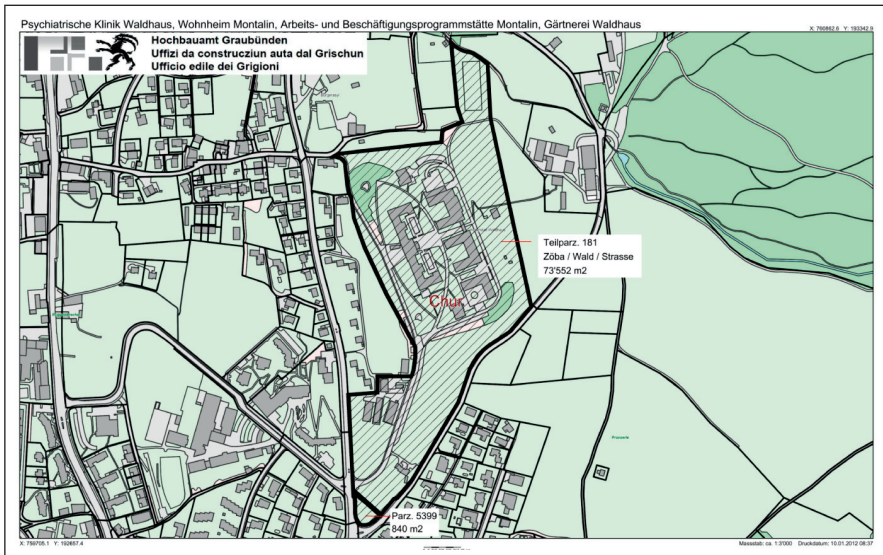 Psychiatrische Klinik Waldhaus, Wohnheim Montalin, Arbeits- und Beschäftigungsprogrammstätte Montalin, Gärtnerei Waldhaus
X: 760862.6 Y: 193342.9
Hochbauamt Graubünden
Uffizi da construcziun auta dal Grischun
Ufficio edile dei Grigioni
Teilparz. 181
Zöba / Wald / Strasse
73'552 m2
Chur
Parz. 5399
840 m2
X: 759705.1 Y: 192657.4
Massstab: ca. 1:3'000 Druckdatum: 10.01.2012 08:37